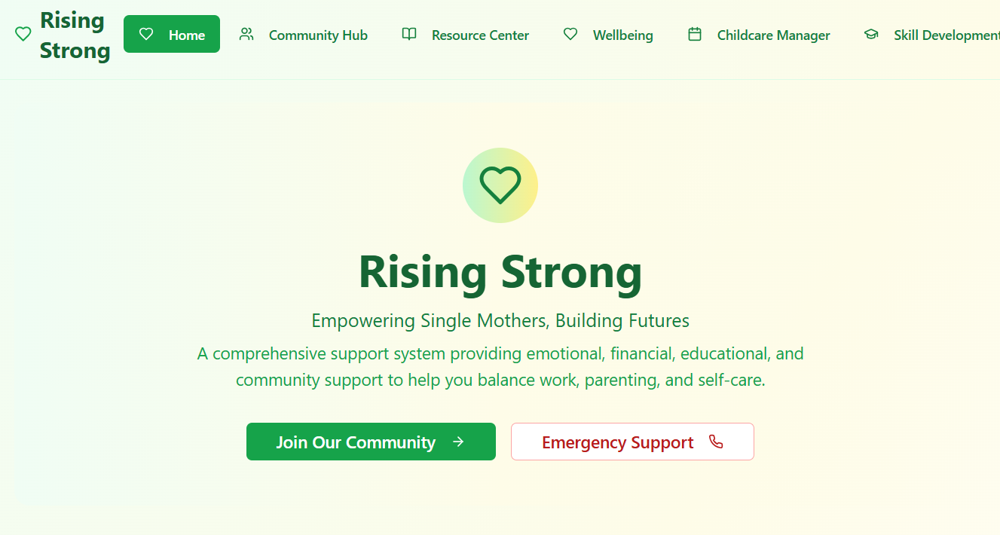 Rising
Strong
Home
Community Hub
Resource Center
Wellbeing
Childcare Manager
Skill Development
Rising Strong
Empowering Single Mothers, Building Futures
A comprehensive support system providing emotional, financial, educational, and
community support to help you balance work, parenting, and self-care.
Join Our Community
Emergency Support